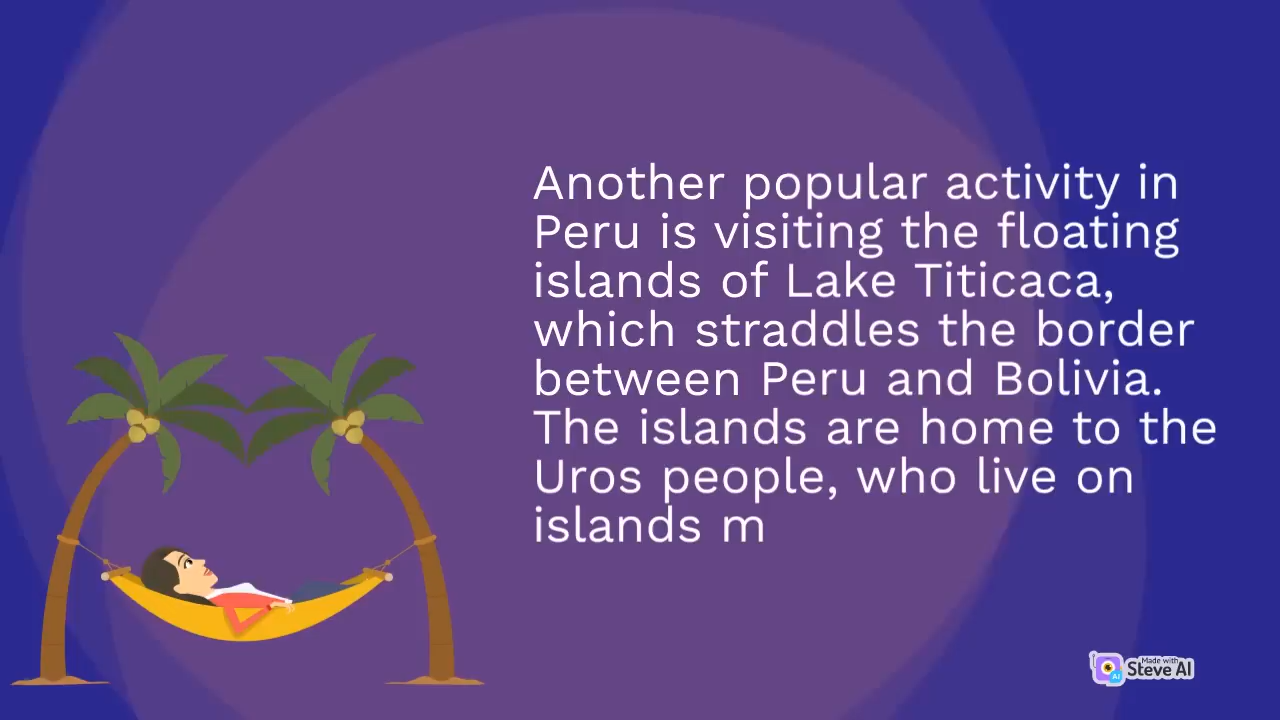 Another popular activity in
Peru is visiting the floating
islands of Lake Titicaca,
which straddles the border
between Peru and Bolivia.
The islands are home to the
Uros people, who live on
islands m
Made with
Steve AI
AI